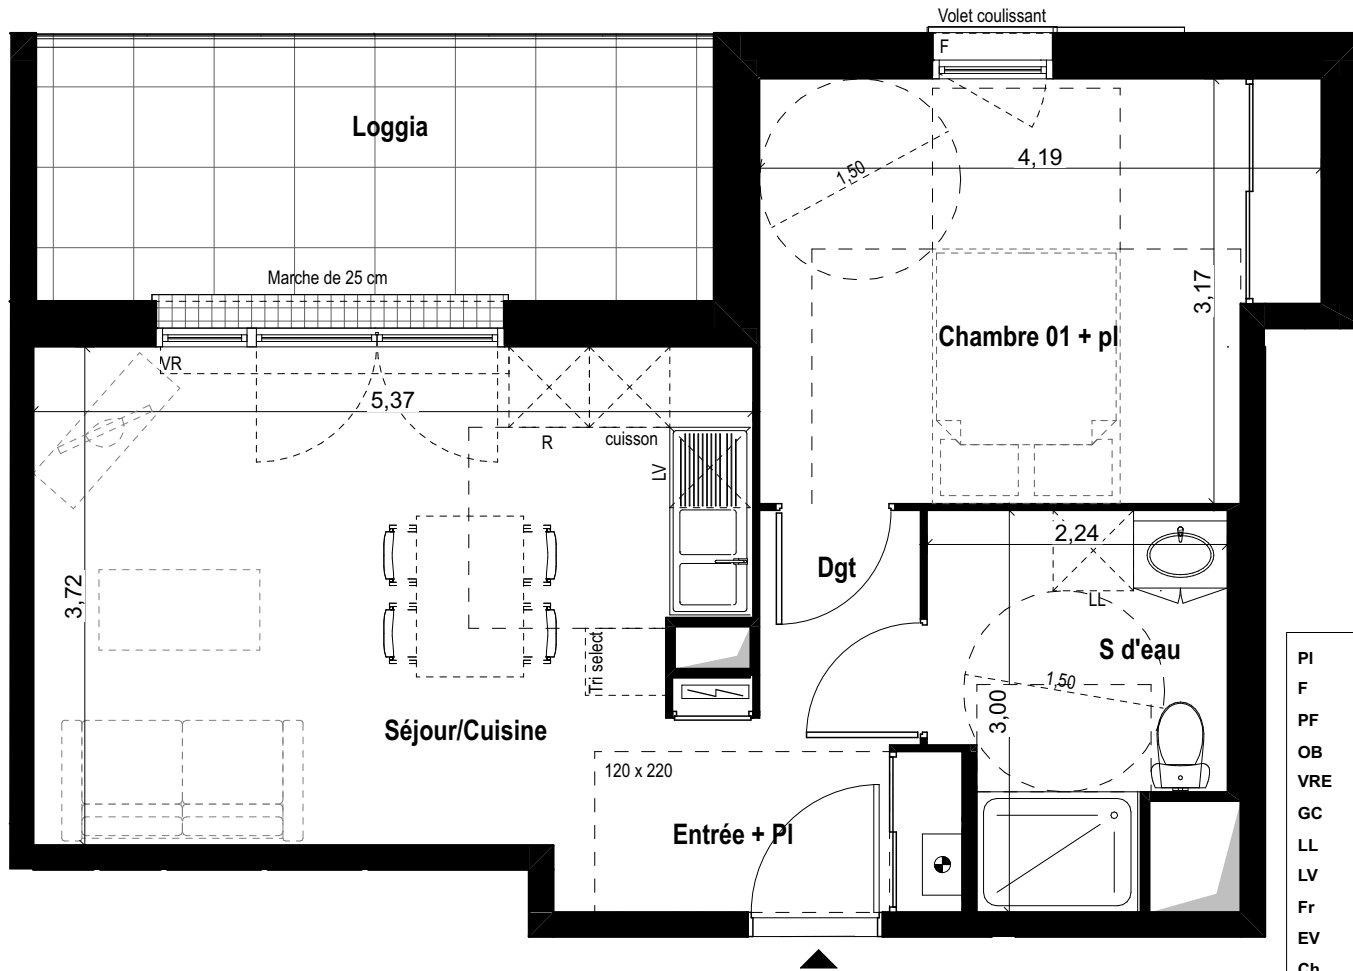 Volet coulissant
F
Loggia
1,50
4,19
Marche de 25 cm
3,17
Chambre 01 + pl
VR
5,37
R
cuisson
LV
2,24
Dgt
LL
3,72
S d'eau
Tri select
1,50
3,00
Séjour/Cuisine
120 x 220
Entrée + Pl
Pl
F
PF
OB
VRE
GC
LL
LV
Fr
EV
Ch